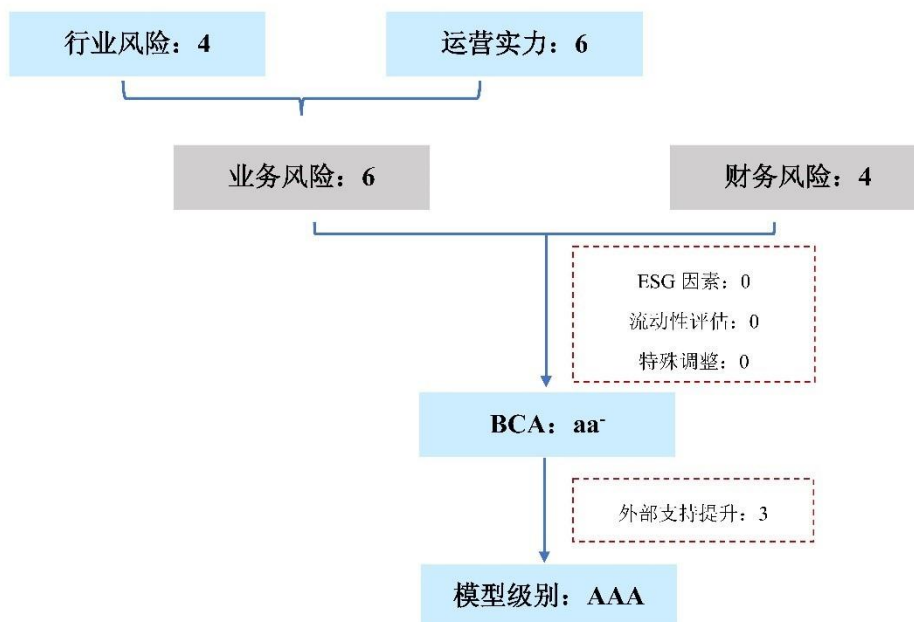 行业风险：4
运营实力：6
业务风险：6
财务风险：4
ESG 因素：0
流动性评估：0
特殊调整：0
BCA：aa-
外部支持提升：3
模型级别：AAA